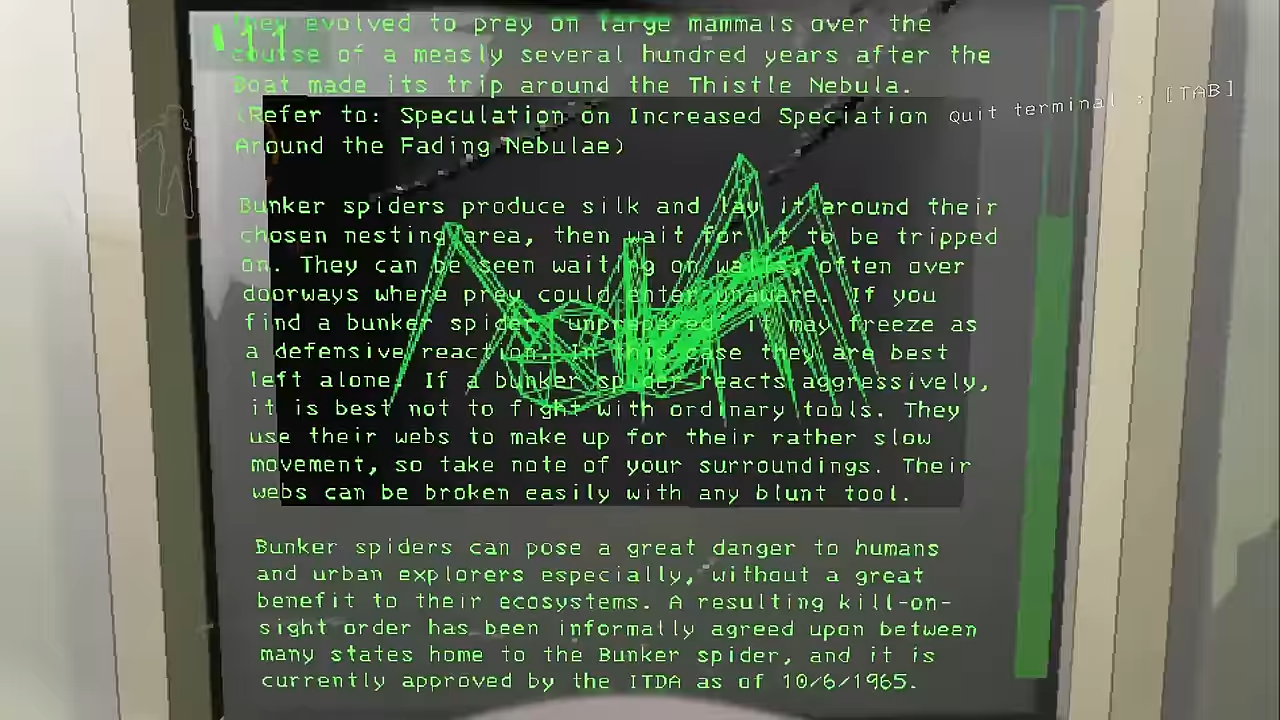 They evolved to prey on large mammals over the
course of a measly several hundred years after the
Boat made its trip around the Thistle Nebula.
(Refer to: Speculation on Increased Speciation
Around the Fading Nebulae)
Quit terminal : [TAB]
Bunker spiders produce silk and lay it around their
chosen nesting area, then wait for it to be tripped
on. They can be seen waiting on walls, often over
doorways where prey could enter unaware. If you
find a bunker spider 'unprepared' it may freeze as
a defensive reaction. In this case they are best
left alone. If a bunker spider reacts aggressively,
it is best not to fight with ordinary tools. They
use their webs to make up for their rather slow
movement, so take note of your surroundings. Their
webs can be broken easily with any blunt tool.
Bunker spiders can pose a great danger to humans
and urban explorers especially, without a great
benefit to their ecosystems. A resulting kill-on-
sight order has been informally agreed upon between
many states home to the Bunker spider, and it is
currently approved by the ITDA as of 10/6/1965.